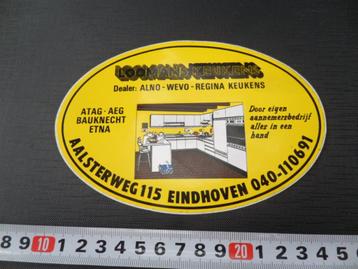 LOOMANS KEUKENS
Dealer: ALNO - WEVO - REGINA KEUKENS
ATAG - AEG
BAUKNECHT
ETNA
Door eigen
aannemersbedrijf
alles in een
hand
AALSTERWEG 115 EINDHOVEN 040-110691
8 9 10 1 2 3 4 5 6 7 8 9 20 1 2 3 4